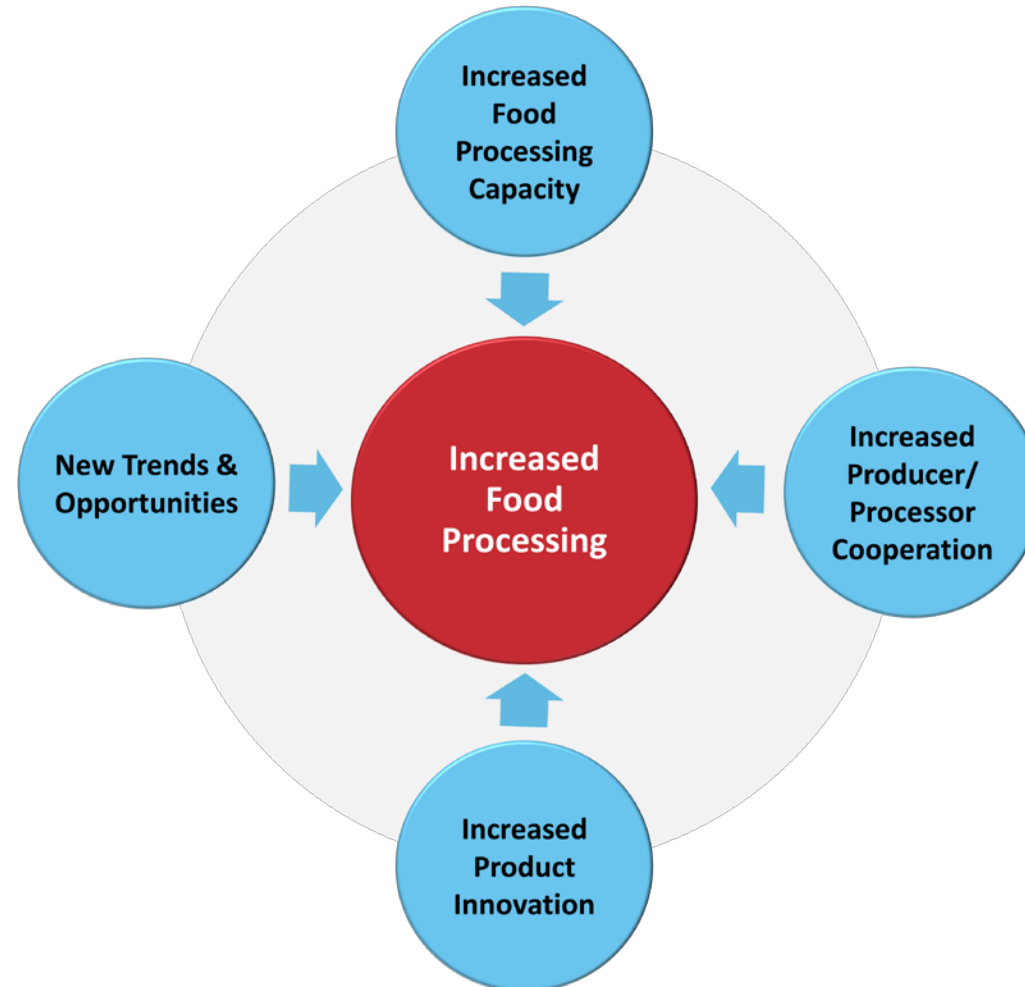 Increased
Food
Processing
Capacity
New Trends &
Opportunities
Increased
Food
Processing
Increased
Producer/
Processor
Cooperation
Increased
Product
Innovation